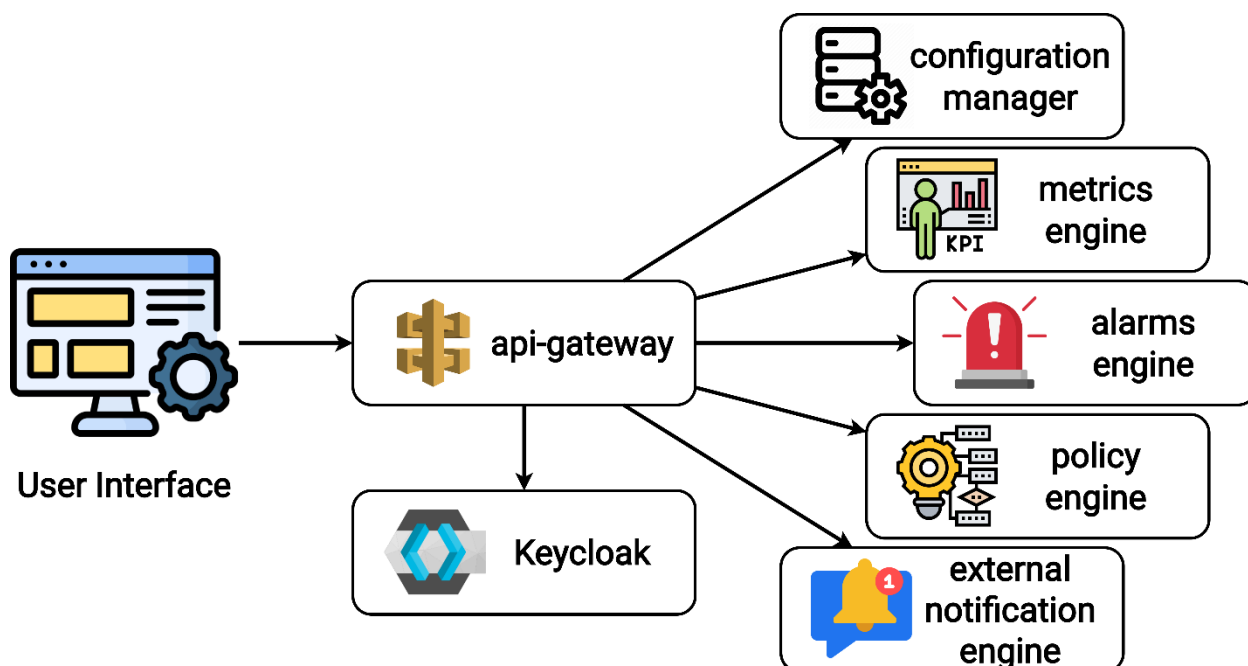 configuration
manager
KPI
metrics
engine
User Interface
api-gateway
alarms
engine
Keycloak
policy
engine
1
external
notification
engine